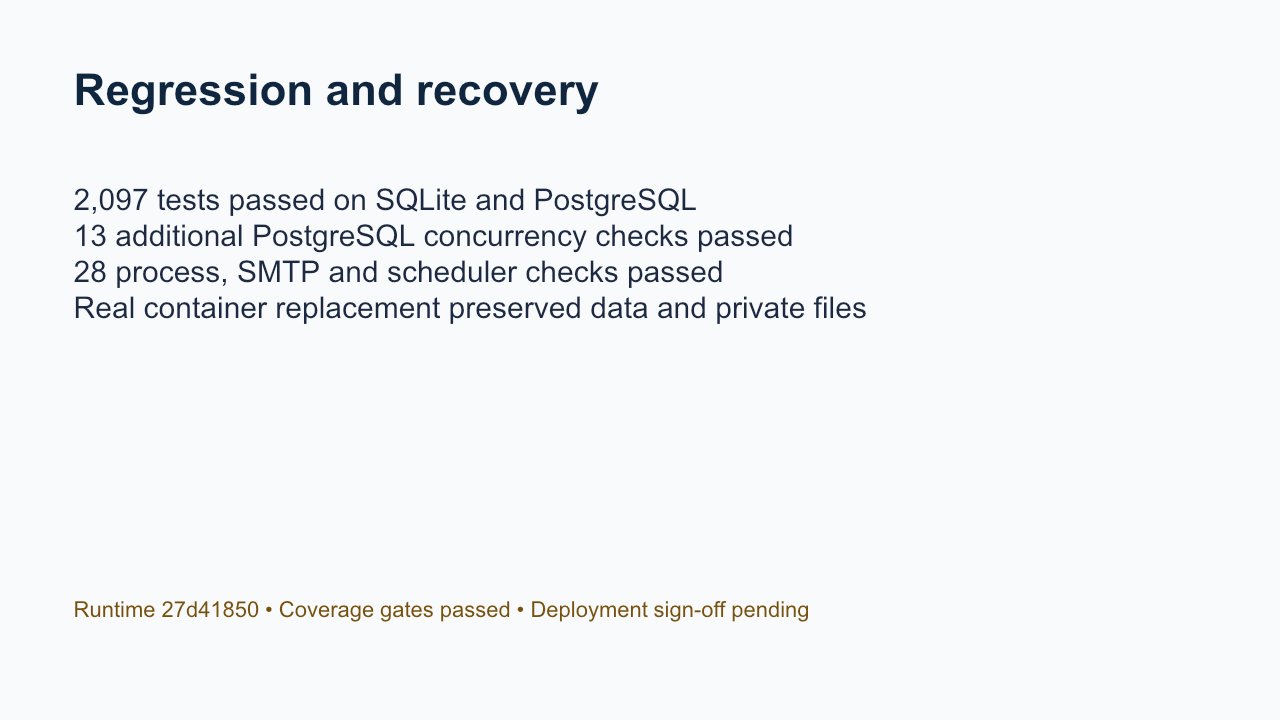 Regression and recovery
2,097 tests passed on SQLite and PostgreSQL
13 additional PostgreSQL concurrency checks passed
28 process, SMTP and scheduler checks passed
Real container replacement preserved data and private files
Runtime 27d41850 • Coverage gates passed • Deployment sign-off pending